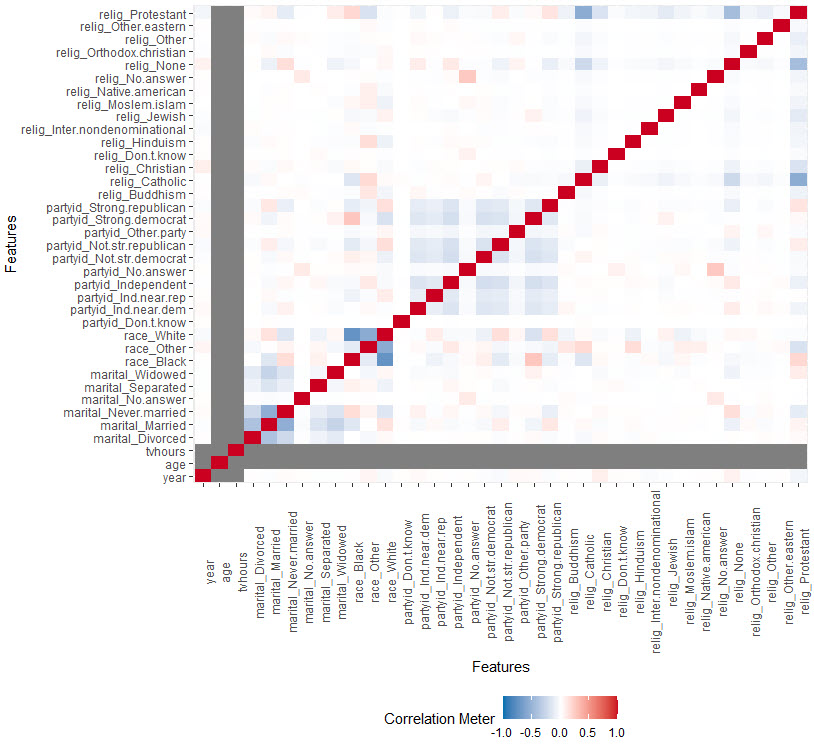 relig_Protestant
relig_Other.eastern
relig_Other
relig_Orthodox.christian
relig_None
relig_No.answer
relig_Native.american
relig_Moslem.islam
relig_Jewish
relig_Inter.nondenominational
relig_Hinduism
relig_Don.t.know
relig_Christian
relig_Catholic
relig_Buddhism
partyid_Strong.republican
partyid_Strong.democrat
partyid_Other.party
partyid_Not.str.republican
partyid_Not.str.democrat
partyid_No.answer
partyid_Independent
partyid_Ind.near.rep
partyid_Ind.near.dem
partyid_Don.t.know
race_White
race_Other
race_Black
marital_Widowed
marital_Separated
marital_No.answer
marital_Never.married
marital_Married
marital_Divorced
tvhours
age
year
Features
year
age
tvhours
marital_Divorced
marital_Married
marital_Never.married
marital_No.answer
marital_Separated
marital_Widowed
race_Black
race_Other
race_White
partyid_Don.t.know
partyid_Ind.near.dem
partyid_Ind.near.rep
partyid_Independent
partyid_No.answer
partyid_Not.str.democrat
partyid_Not.str.republican
partyid_Other.party
partyid_Strong.democrat
partyid_Strong.republican
relig_Buddhism
relig_Catholic
relig_Christian
relig_Don.t.know
relig_Hinduism
relig_Inter.nondenominational
relig_Jewish
relig_Moslem.islam
relig_Native.american
relig_No.answer
relig_None
relig_Orthodox.christian
relig_Other
relig_Other.eastern
relig_Protestant
Features
Correlation Meter
-1.0 -0.5 0.0 0.5 1.0